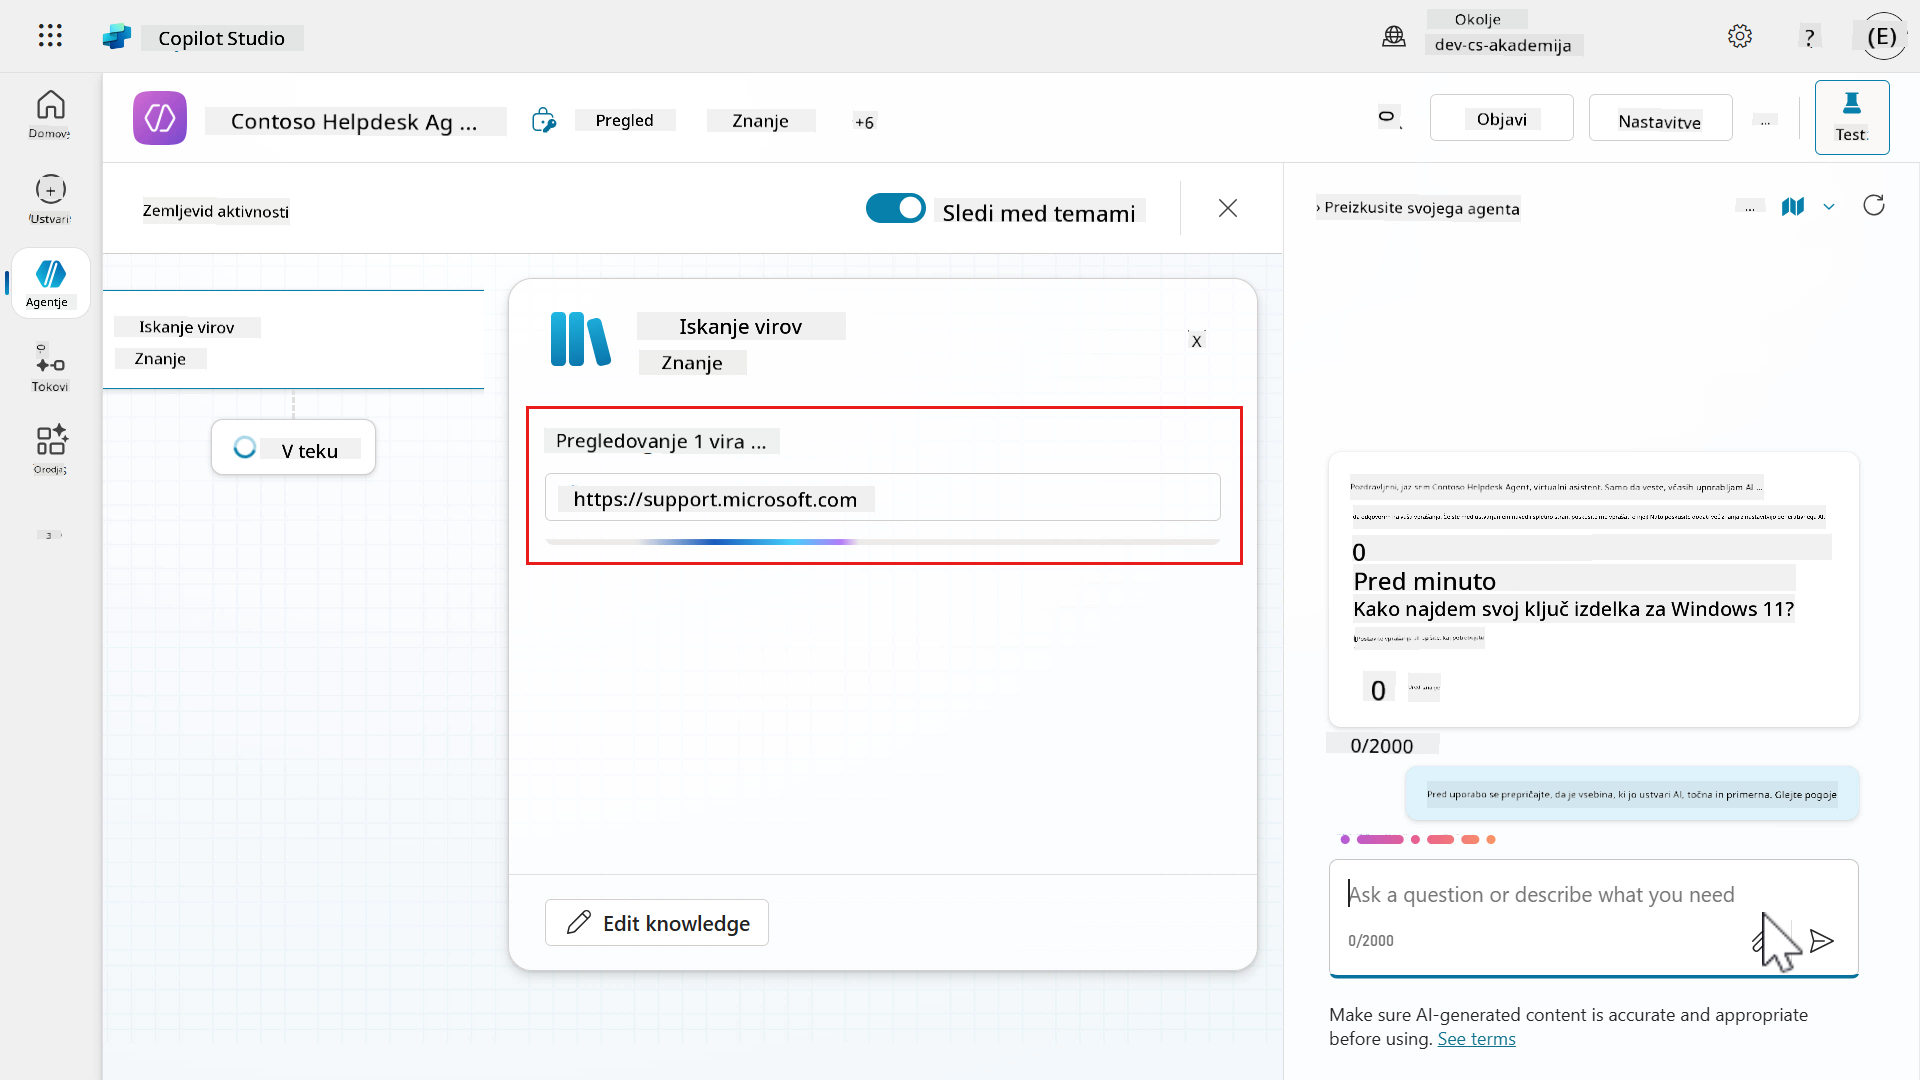 Copilot Studio
Okolje
dev-cs-akademija
?
(E)
Domov
Contoso Helpdesk Ag ...
Pregled
Znanje
+6
Objavi
Nastavitve
...
Test
Ustvari
Zemljevid aktivnosti
Sledi med temami
› Preizkusite svojega agenta
...
Agentje
Iskanje virov
Znanje
Tokovi
V teku
Orodja
3
Iskanje virov
Znanje
X
Pregledovanje 1 vira ...
https://support.microsoft.com
Edit knowledge
Pozdravljeni, jaz sem Contoso Helpdesk Agent, virtualni asistent. Samo da veste, včasih uporabljam AI ...
0
Pred minuto
Kako najdem svoj ključ izdelka za Windows 11?
0
0/2000
Pred uporabo se prepričajte, da je vsebina, ki jo ustvari AI, točna in primerna. Glejte pogoje
Ask a question or describe what you need
0/2000
Make sure AI-generated content is accurate and appropriate
before using. See terms